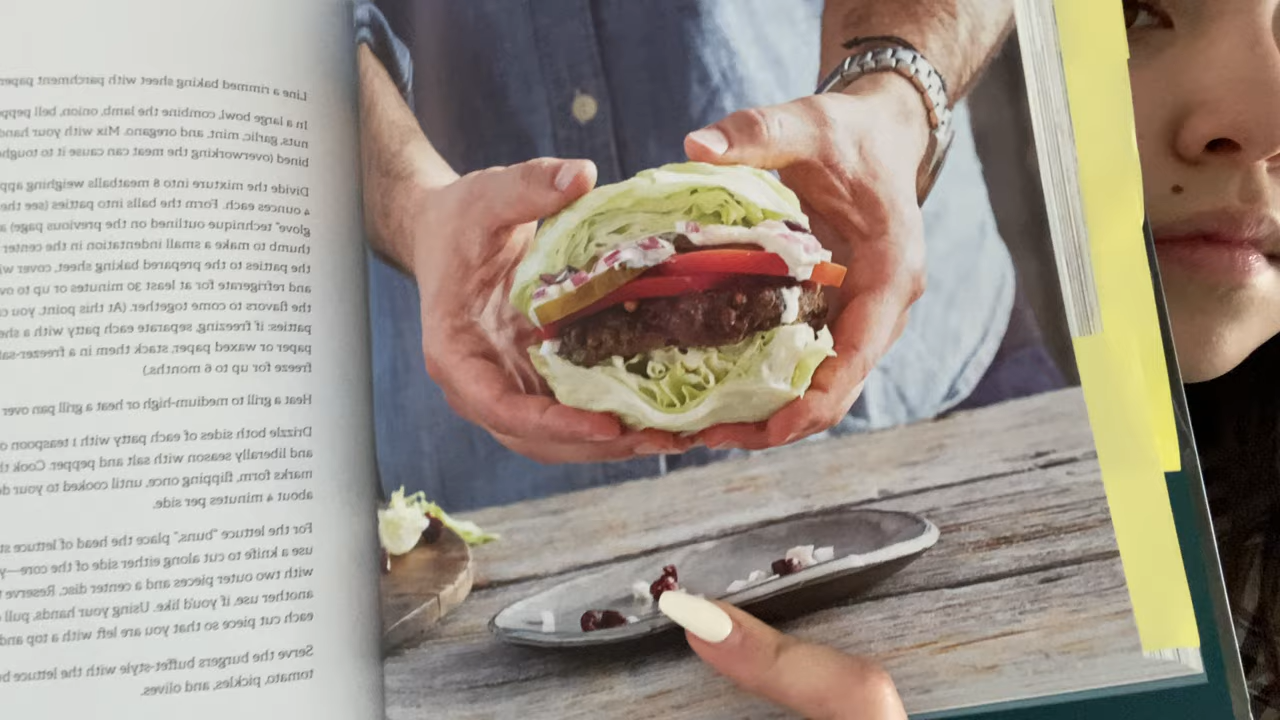 Line a rimmed baking sheet with parchment paper
In a large bowl, combine the lamb, onion, bell pepp
nuts, garlic, mint, and oregano. Mix with your hand
bined (overworking the meat can cause it to tough
Divide the mixture into 8 meatballs weighing app
4 ounces each. Form the balls into patties (see the
glove" technique outlined on the previous page) a
thumb to make a small indentation in the center
the patties to the prepared baking sheet, cover wi
and refrigerate for at least 30 minutes or up to ov
the flavors to come together. (At this point, you c
patties: if freezing, separate each patty with a she
paper or waxed paper, stack them in a freezer-sa
freeze for up to 6 months.)
Heat a grill to medium-high or heat a grill pan over
Drizzle both sides of each patty with 1 teaspoon o
and liberally season with salt and pepper. Cook th
marks form, flipping once, until cooked to your d
about 4 minutes per side.
For the lettuce "buns," place the head of lettuce st
use a knife to cut along either side of the core—y
with two outer pieces and a center disc. Reserve t
another use, if you'd like. Using your hands, pull
each cut piece so that you are left with a top and
Serve the burgers buffet-style with the lettuce b
tomato, pickles, and olives.